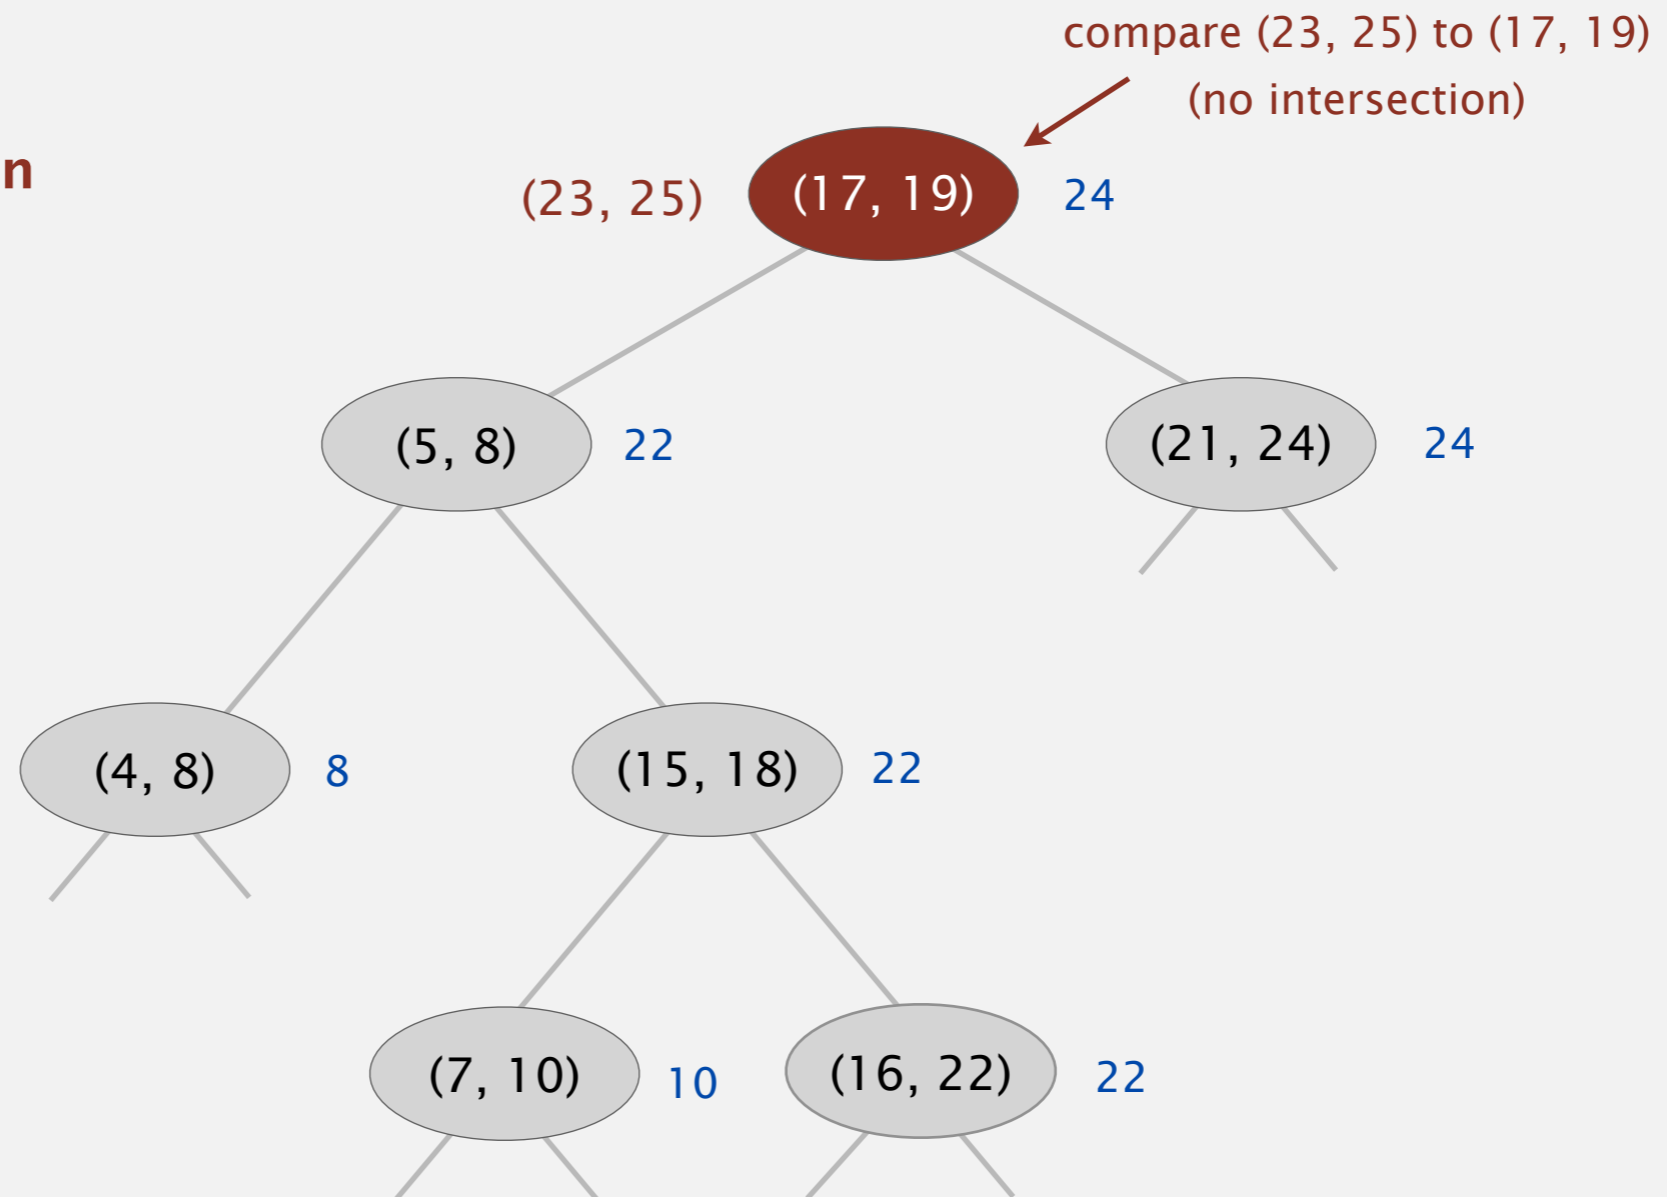 compare (23, 25) to (17, 19)
(no intersection)
n
(23, 25) (17, 19) 24
(5, 8) 22 (21, 24) 24
(4, 8) 8 (15, 18) 22
(7, 10) 10 (16, 22) 22